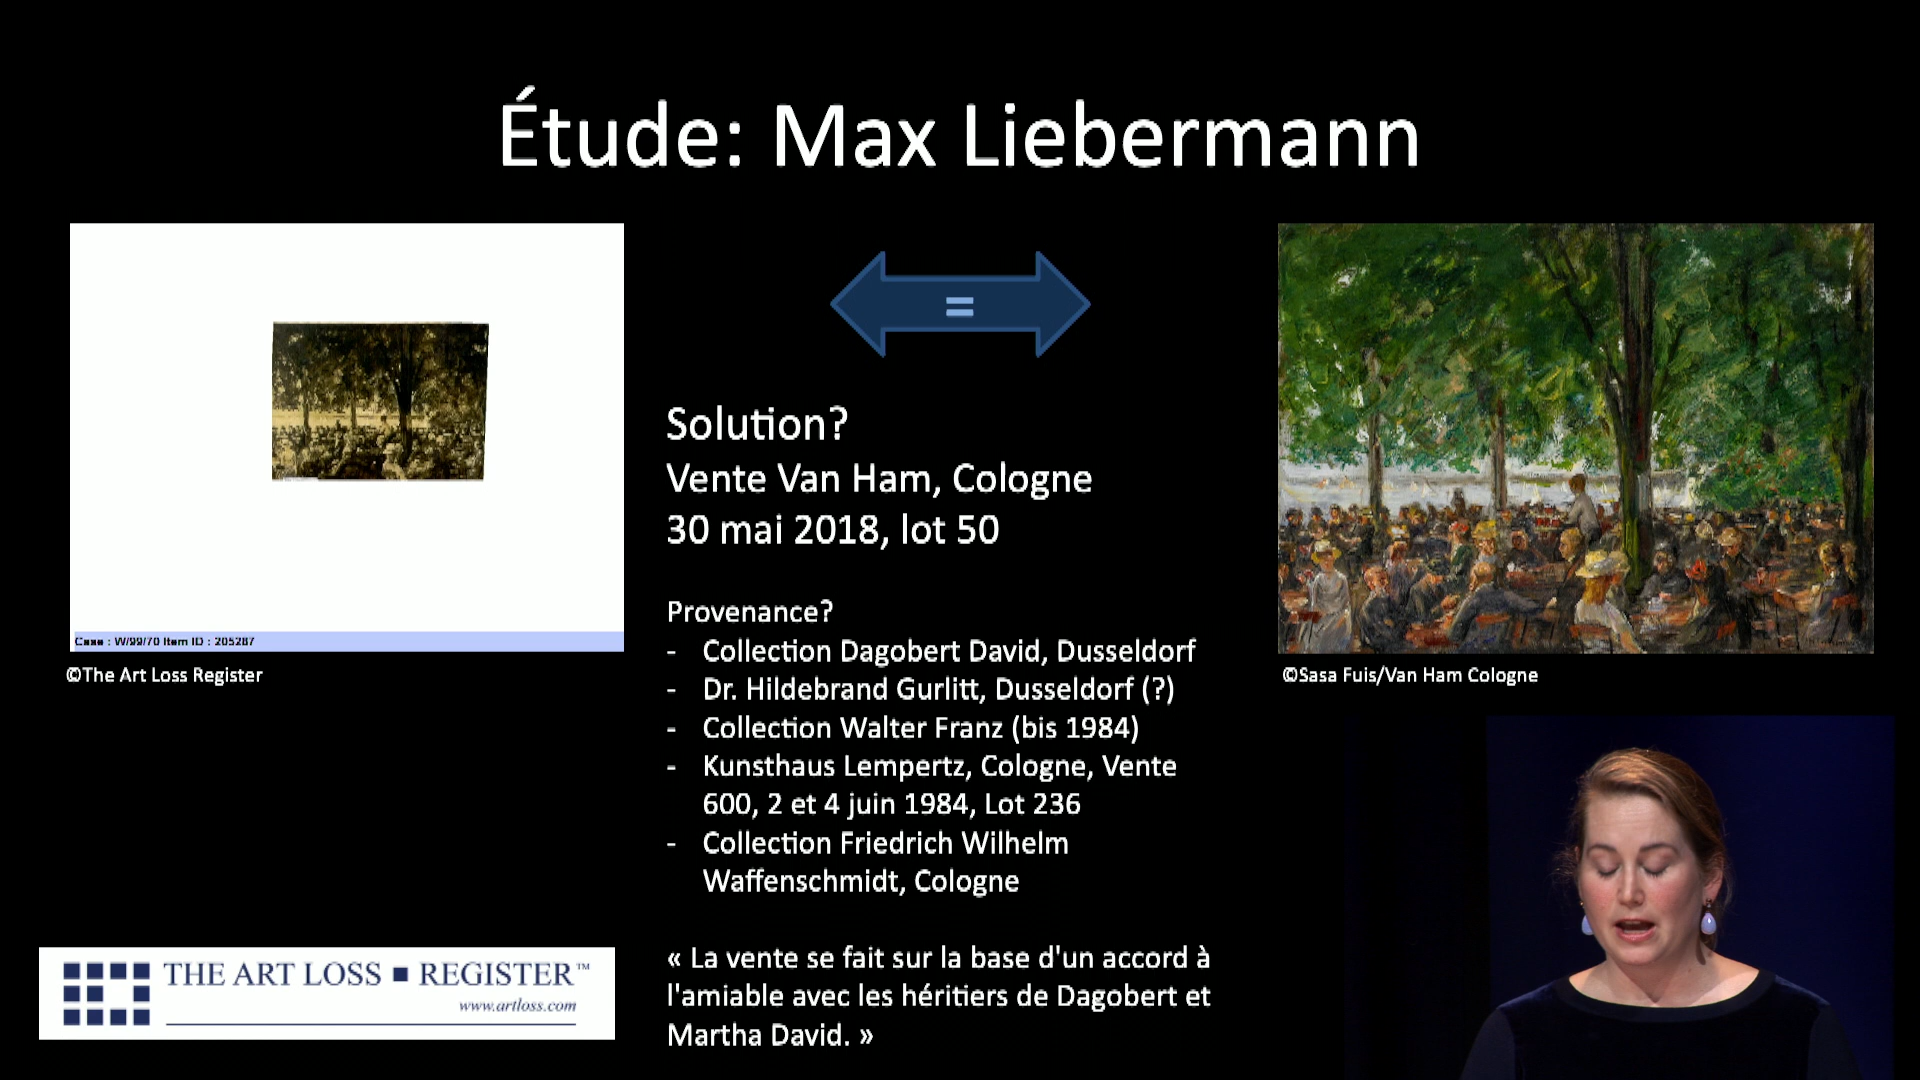 Étude: Max Liebermann
=
Case : W/99/70 Item ID : 205287
©The Art Loss Register
Solution?
Vente Van Ham, Cologne
30 mai 2018, lot 50
Provenance?
- Collection Dagobert David, Dusseldorf
- Dr. Hildebrand Gurlitt, Dusseldorf (?)
- Collection Walter Franz (bis 1984)
- Kunsthaus Lempertz, Cologne, Vente
600, 2 et 4 juin 1984, Lot 236
- Collection Friedrich Wilhelm
Waffenschmidt, Cologne
« La vente se fait sur la base d'un accord à
l'amiable avec les héritiers de Dagobert et
Martha David. »
©Sasa Fuis/Van Ham Cologne
THE ART LOSS ■ REGISTER™
www.artloss.com